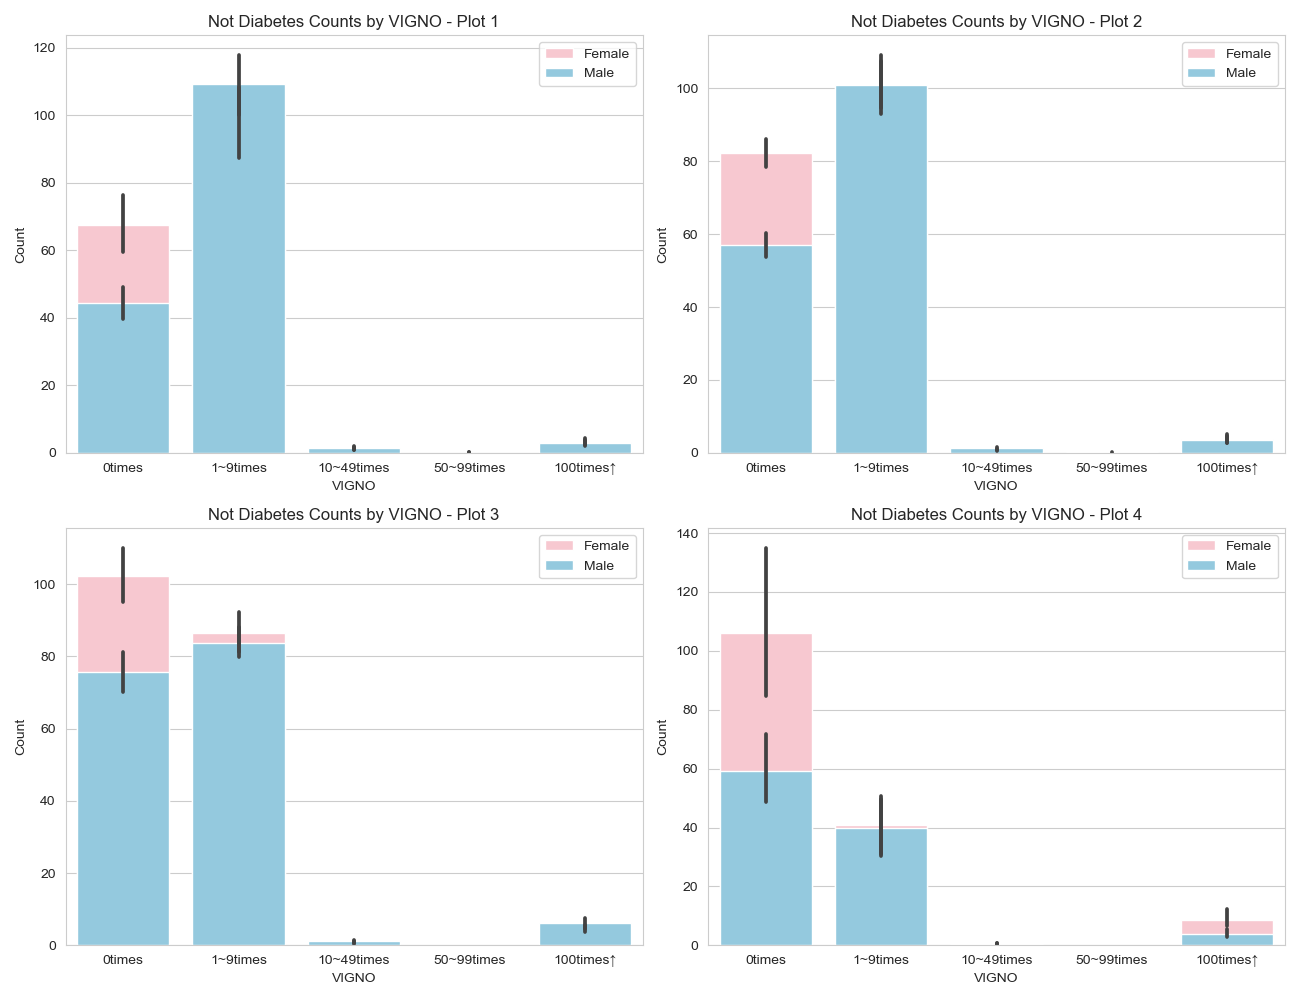 Not Diabetes Counts by VIGNO - Plot 1
120
100
80
60
40
20
0
Count
Female
Male
0times 1~9times 10~49times 50~99times 100times↑
VIGNO
Not Diabetes Counts by VIGNO - Plot 2
100
80
60
40
20
0
Count
Female
Male
0times 1~9times 10~49times 50~99times 100times↑
VIGNO
Not Diabetes Counts by VIGNO - Plot 3
100
80
60
40
20
0
Count
Female
Male
0times 1~9times 10~49times 50~99times 100times↑
VIGNO
Not Diabetes Counts by VIGNO - Plot 4
140
120
100
80
60
40
20
0
Count
Female
Male
0times 1~9times 10~49times 50~99times 100times↑
VIGNO